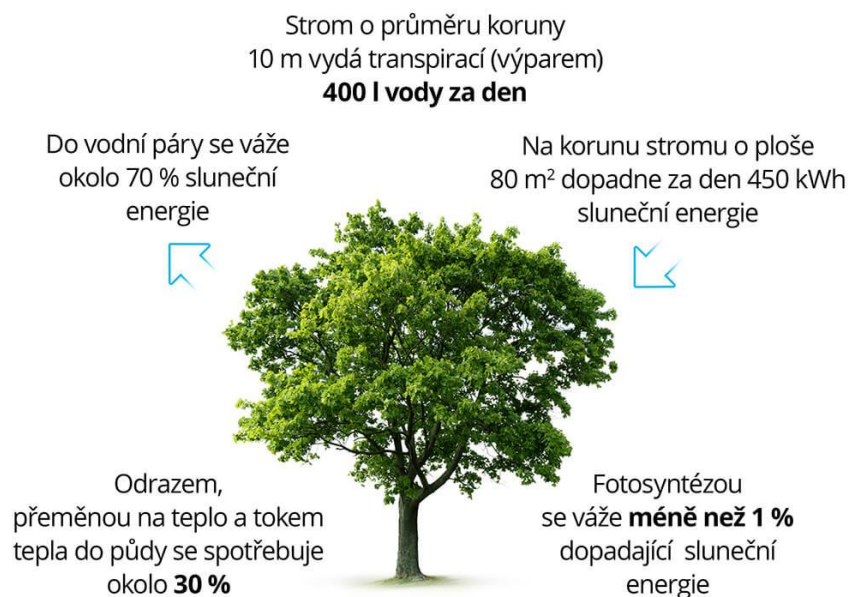 Strom o průměru koruny
10 m vydá transpirací (výparem)
400 l vody za den
Do vodní páry se váže
okolo 70 % sluneční
energie
Na korunu stromu o ploše
80 m² dopadne za den 450 kWh
sluneční energie
Odrazem,
přeměnou na teplo a tokem
tepla do půdy se spotřebuje
okolo 30 %
Fotosyntézou
se váže méně než 1 %
dopadající sluneční
energie